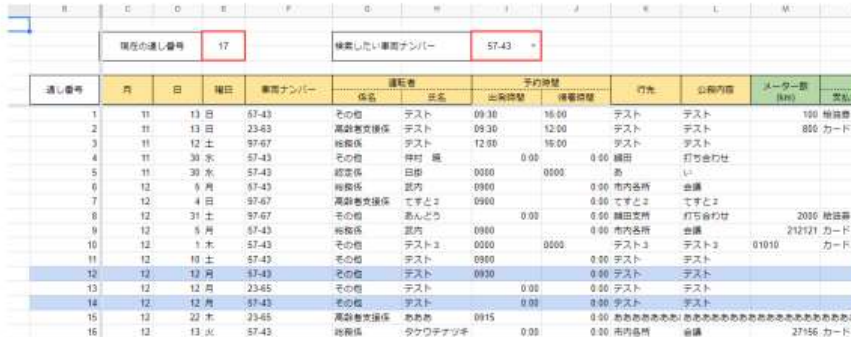 B C D E F G H I J K L M
現在の通し番号 17 検索したい車両ナンバー 57-43
通し番号 月 日 曜日 車両ナンバー 運転者 予約時間 行先 公務内容 メーター数(km) 支払
係名 氏名 出発時間 帰着時間
1 11 13 日 57-43 その他 テスト 09:30 16:00 テスト テスト 100 給油券
2 11 13 日 23-63 高齢者支援係 テスト 09:30 12:00 テスト テスト 800 カード
3 11 12 土 97-67 総務係 テスト 12:00 16:00 テスト テスト
4 11 30 水 57-43 その他 仲村 0:00 0:00 打ち合わせ
5 11 30 水 57-43 認定係 日掛 0000 0000 あ い
6 12 5 月 57-43 総務係 武内 0900 0:00 市内各所 会議
7 12 4 日 97-67 高齢者支援係 てすと2 0900 0:00 てすと2 てすと2
8 12 31 土 97-67 その他 あんどう 0:00 0:00 打ち合わせ 2000 給油券
9 12 5 月 57-43 総務係 武内 0900 0:00 市内各所 会議 212121 カード
10 12 1 木 57-43 その他 テスト3 0000 0000 テスト3 テスト3 01010 カード
11 12 10 土 57-43 その他 テスト 0900 0:00 テスト テスト
12 12 12 月 57-43 その他 テスト 0930 0:00 テスト テスト
13 12 12 月 23-65 その他 テスト 0:00 0:00 テスト テスト
14 12 12 月 57-43 その他 テスト 0:00 0:00 テスト テスト
15 12 22 木 23-65 高齢者支援係 あああ 0915 0:00
16 12 13 火 57-43 総務係 タケウチナツキ 0:00 0:00 市内各所 会議 27156 カード